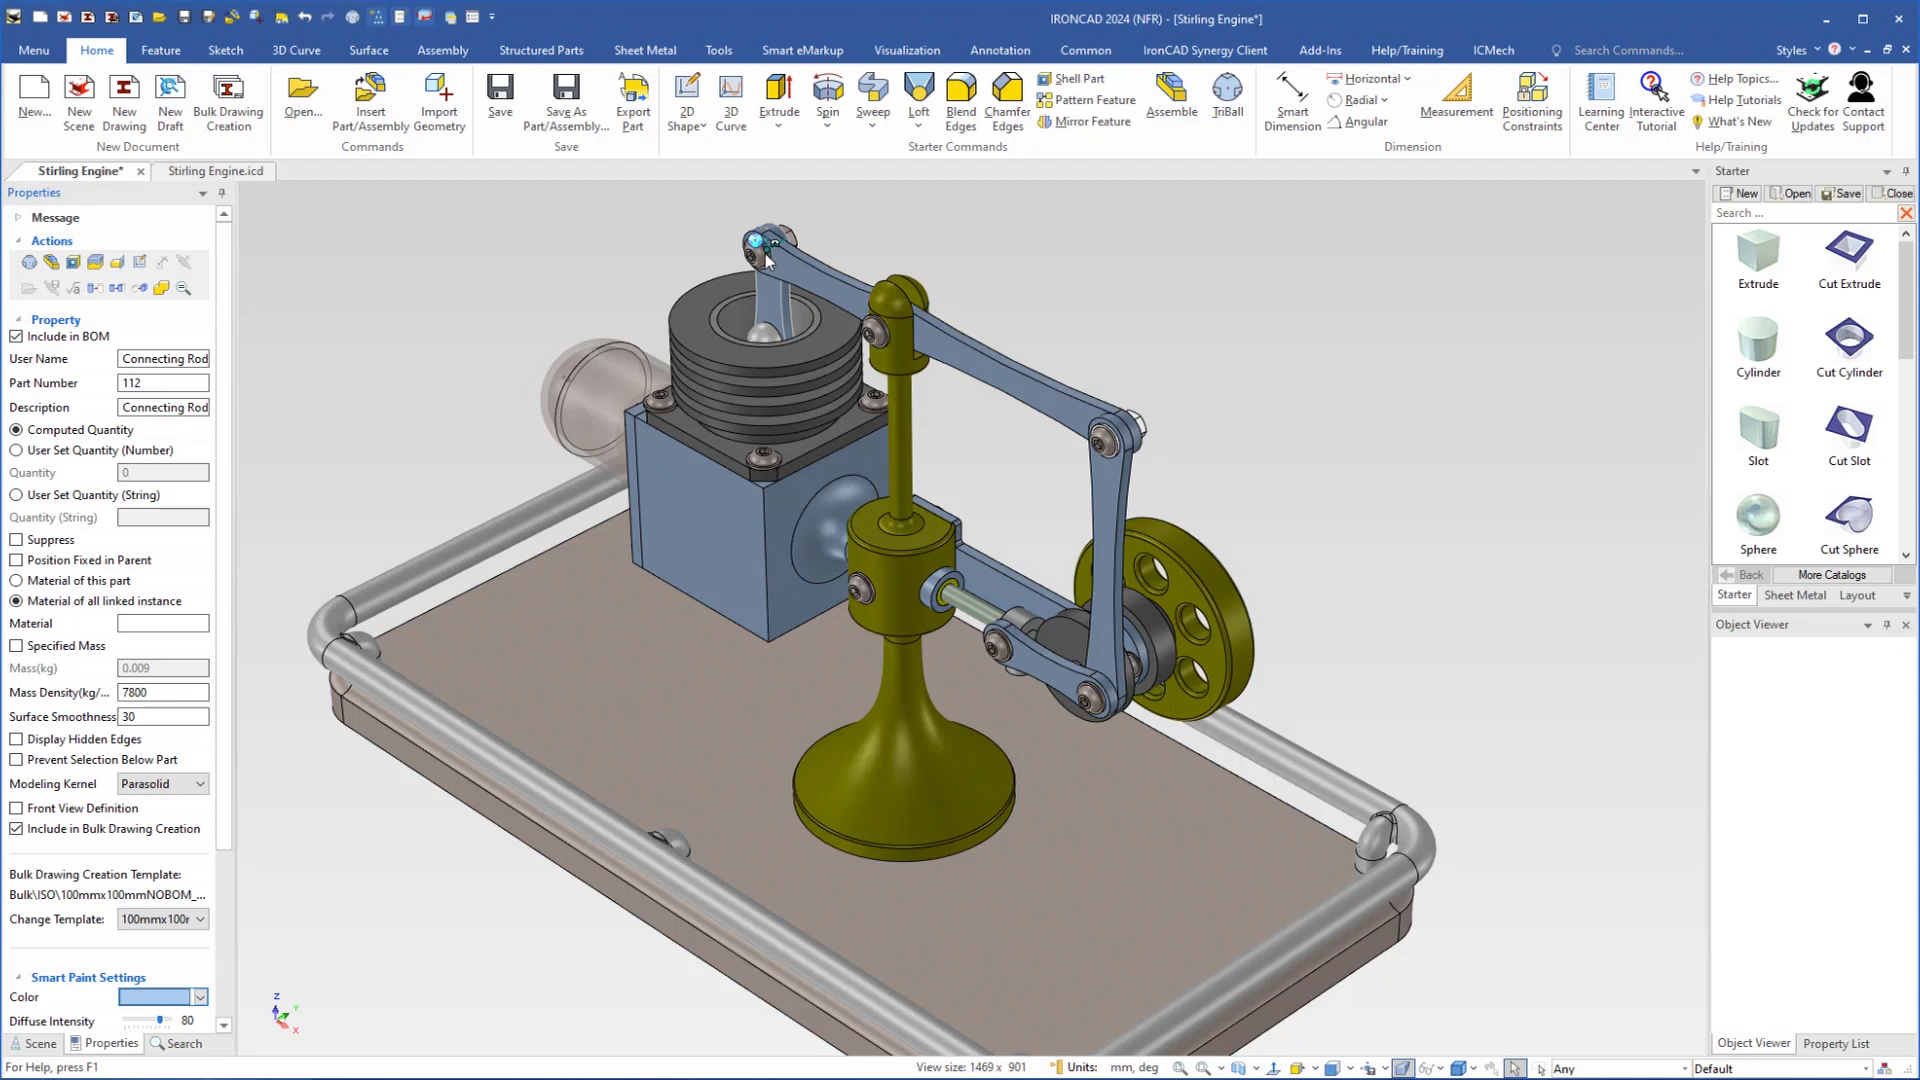 IRONCAD 2024 (NFR) - [Stirling Engine*]
Menu Home Feature Sketch 3D Curve Surface Assembly Structured Parts Sheet Metal Tools Smart eMarkup Visualization Annotation Common IronCAD Synergy Client Add-Ins Help/Training ICMech Search Commands... Styles
New... New Scene New Drawing New Draft Bulk Drawing Creation
New Document
Open... Insert Part/Assembly Import Geometry
Commands
Save Save As Part/Assembly... Export Part
Save
2D Shape 3D Curve Extrude Spin Sweep Loft Blend Edges Chamfer Edges
Shell Part
Pattern Feature
Mirror Feature
Assemble TriBall
Starter Commands
Smart Dimension
Horizontal
Radial
Angular
Measurement Positioning Constraints
Dimension
Learning Center Interactive Tutorial
Help Topics...
Help Tutorials
What's New
Check for Updates Contact Support
Help/Training
Stirling Engine* Stirling Engine.icd
Properties
Message
Actions
Property
Include in BOM
User Name Connecting Rod
Part Number 112
Description Connecting Rod
Computed Quantity
User Set Quantity (Number)
Quantity 0
User Set Quantity (String)
Quantity (String)
Suppress
Position Fixed in Parent
Material of this part
Material of all linked instance
Material
Specified Mass
Mass(kg) 0.009
Mass Density(kg/... 7800
Surface Smoothness 30
Display Hidden Edges
Prevent Selection Below Part
Modeling Kernel Parasolid
Front View Definition
Include in Bulk Drawing Creation
Bulk Drawing Creation Template:
Bulk\ISO\100mmx100mmNOBOM_...
Change Template: 100mmx100r
Smart Paint Settings
Color
Diffuse Intensity 80
Scene Properties Search
Z
Y
X
Starter
New Open Save Close
Search ...
Extrude Cut Extrude
Cylinder Cut Cylinder
Slot Cut Slot
Sphere Cut Sphere
Back More Catalogs
Starter Sheet Metal Layout
Object Viewer
Object Viewer Property List
For Help, press F1
View size: 1469 x 901
Units: mm, deg
Any
Default